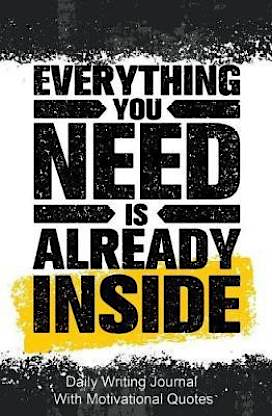 EVERYTHING
YOU
NEED
IS
ALREADY
INSIDE
Daily Writing Journal
With Motivational Quotes